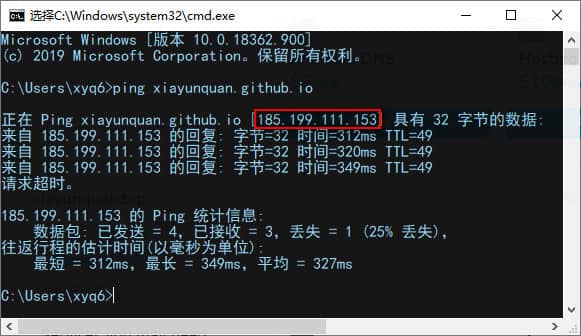 选择C:\Windows\system32\cmd.exe
Microsoft Windows [版本 10.0.18362.900]
(c) 2019 Microsoft Corporation。保留所有权利。
C:\Users\xyq6>ping xiayunquan.github.io
正在 Ping xiayunquan.github.io [185.199.111.153] 具有 32 字节的数据:
来自 185.199.111.153 的回复: 字节=32 时间=312ms TTL=49
来自 185.199.111.153 的回复: 字节=32 时间=320ms TTL=49
来自 185.199.111.153 的回复: 字节=32 时间=349ms TTL=49
请求超时。
185.199.111.153 的 Ping 统计信息:
数据包: 已发送 = 4，已接收 = 3，丢失 = 1 (25% 丢失)，
往返行程的估计时间(以毫秒为单位):
最短 = 312ms，最长 = 349ms，平均 = 327ms
C:\Users\xyq6>